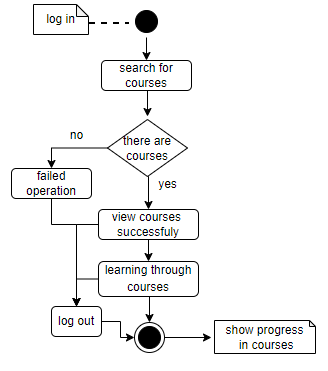 log in
search for
courses
there are
courses
no
yes
failed
operation
view courses
successfuly
learning through
courses
log out
show progress
in courses